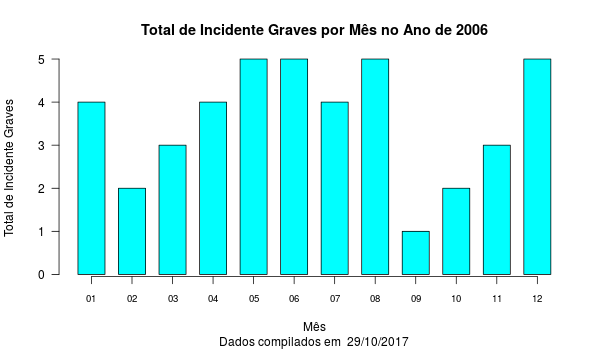 Total de Incidente Graves por Mês no Ano de 2006
Total de Incidente Graves
5
4
3
2
1
0
01 02 03 04 05 06 07 08 09 10 11 12
Mês
Dados compilados em 29/10/2017